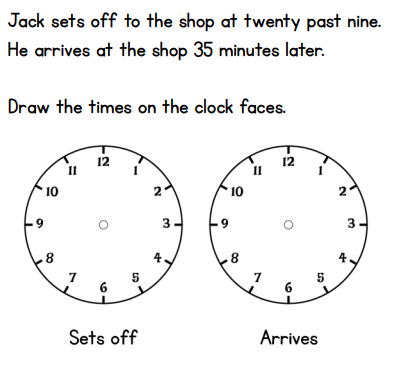 Jack sets off to the shop at twenty past nine.
He arrives at the shop 35 minutes later.
Draw the times on the clock faces.
12 1 2 3 4 5 6 7 8 9 10 11
12 1 2 3 4 5 6 7 8 9 10 11
Sets off
Arrives